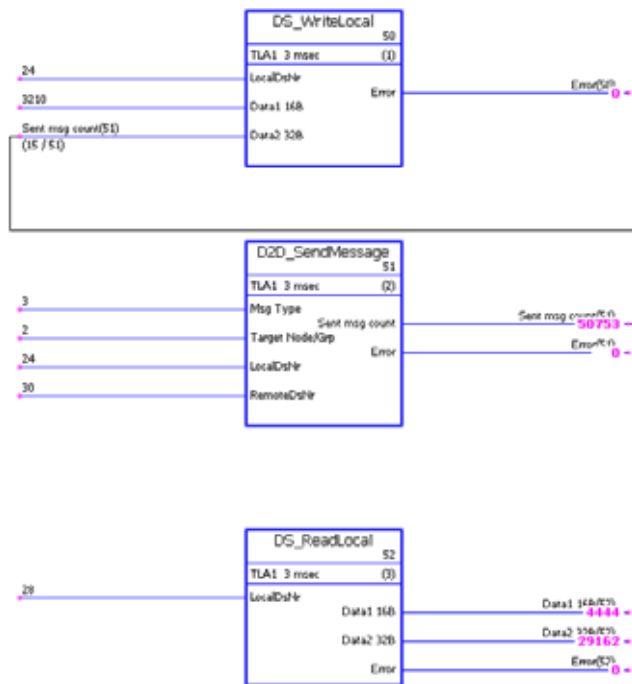 DS_WriteLocal
50
TLA1 3 msec (1)
24
LocalDsNr
Error
Error(50)
0
3210
Data1 16B
Sent msg count(51)
(15 / 51)
Data2 32B
D2D_SendMessage
51
TLA1 3 msec (2)
3
Msg Type
Sent msg count
Sent msg count(51)
50753
2
Target Node/Grp
Error
Error(51)
0
24
LocalDsNr
30
RemoteDsNr
DS_ReadLocal
52
TLA1 3 msec (3)
28
LocalDsNr
Data1 16B
Data1 16B(52)
4444
Data2 32B
Data2 32B(52)
29162
Error
Error(52)
0